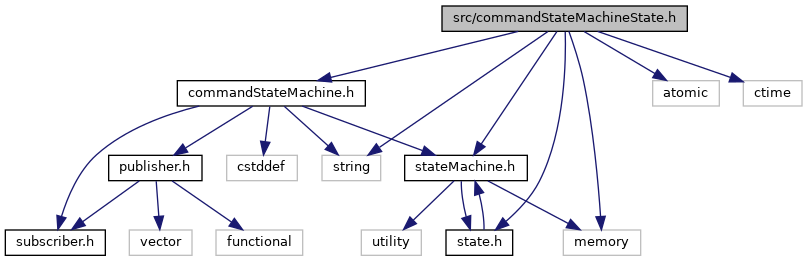 src/commandStateMachineState.h
commandStateMachine.h
atomic
ctime
publisher.h
cstddef
string
stateMachine.h
subscriber.h
vector
functional
utility
state.h
memory